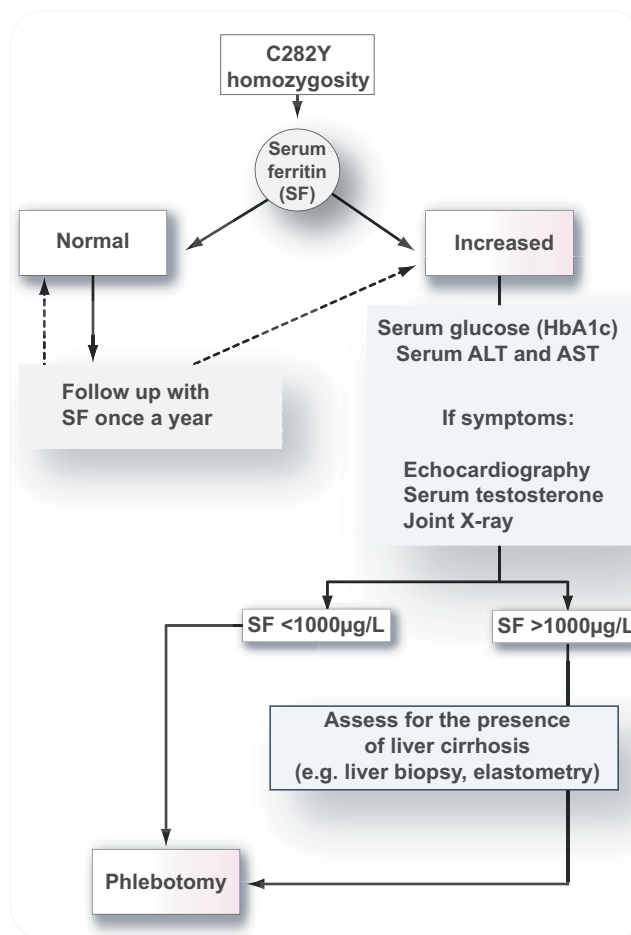 C282Y
homozygosity
Serum
ferritin
(SF)
Normal
Increased
Follow up with
SF once a year
Serum glucose (HbA1c)
Serum ALT and AST
If symptoms:
Echocardiography
Serum testosterone
Joint X-ray
SF <1000µg/L
SF >1000µg/L
Assess for the presence
of liver cirrhosis
(e.g. liver biopsy, elastometry)
Phlebotomy